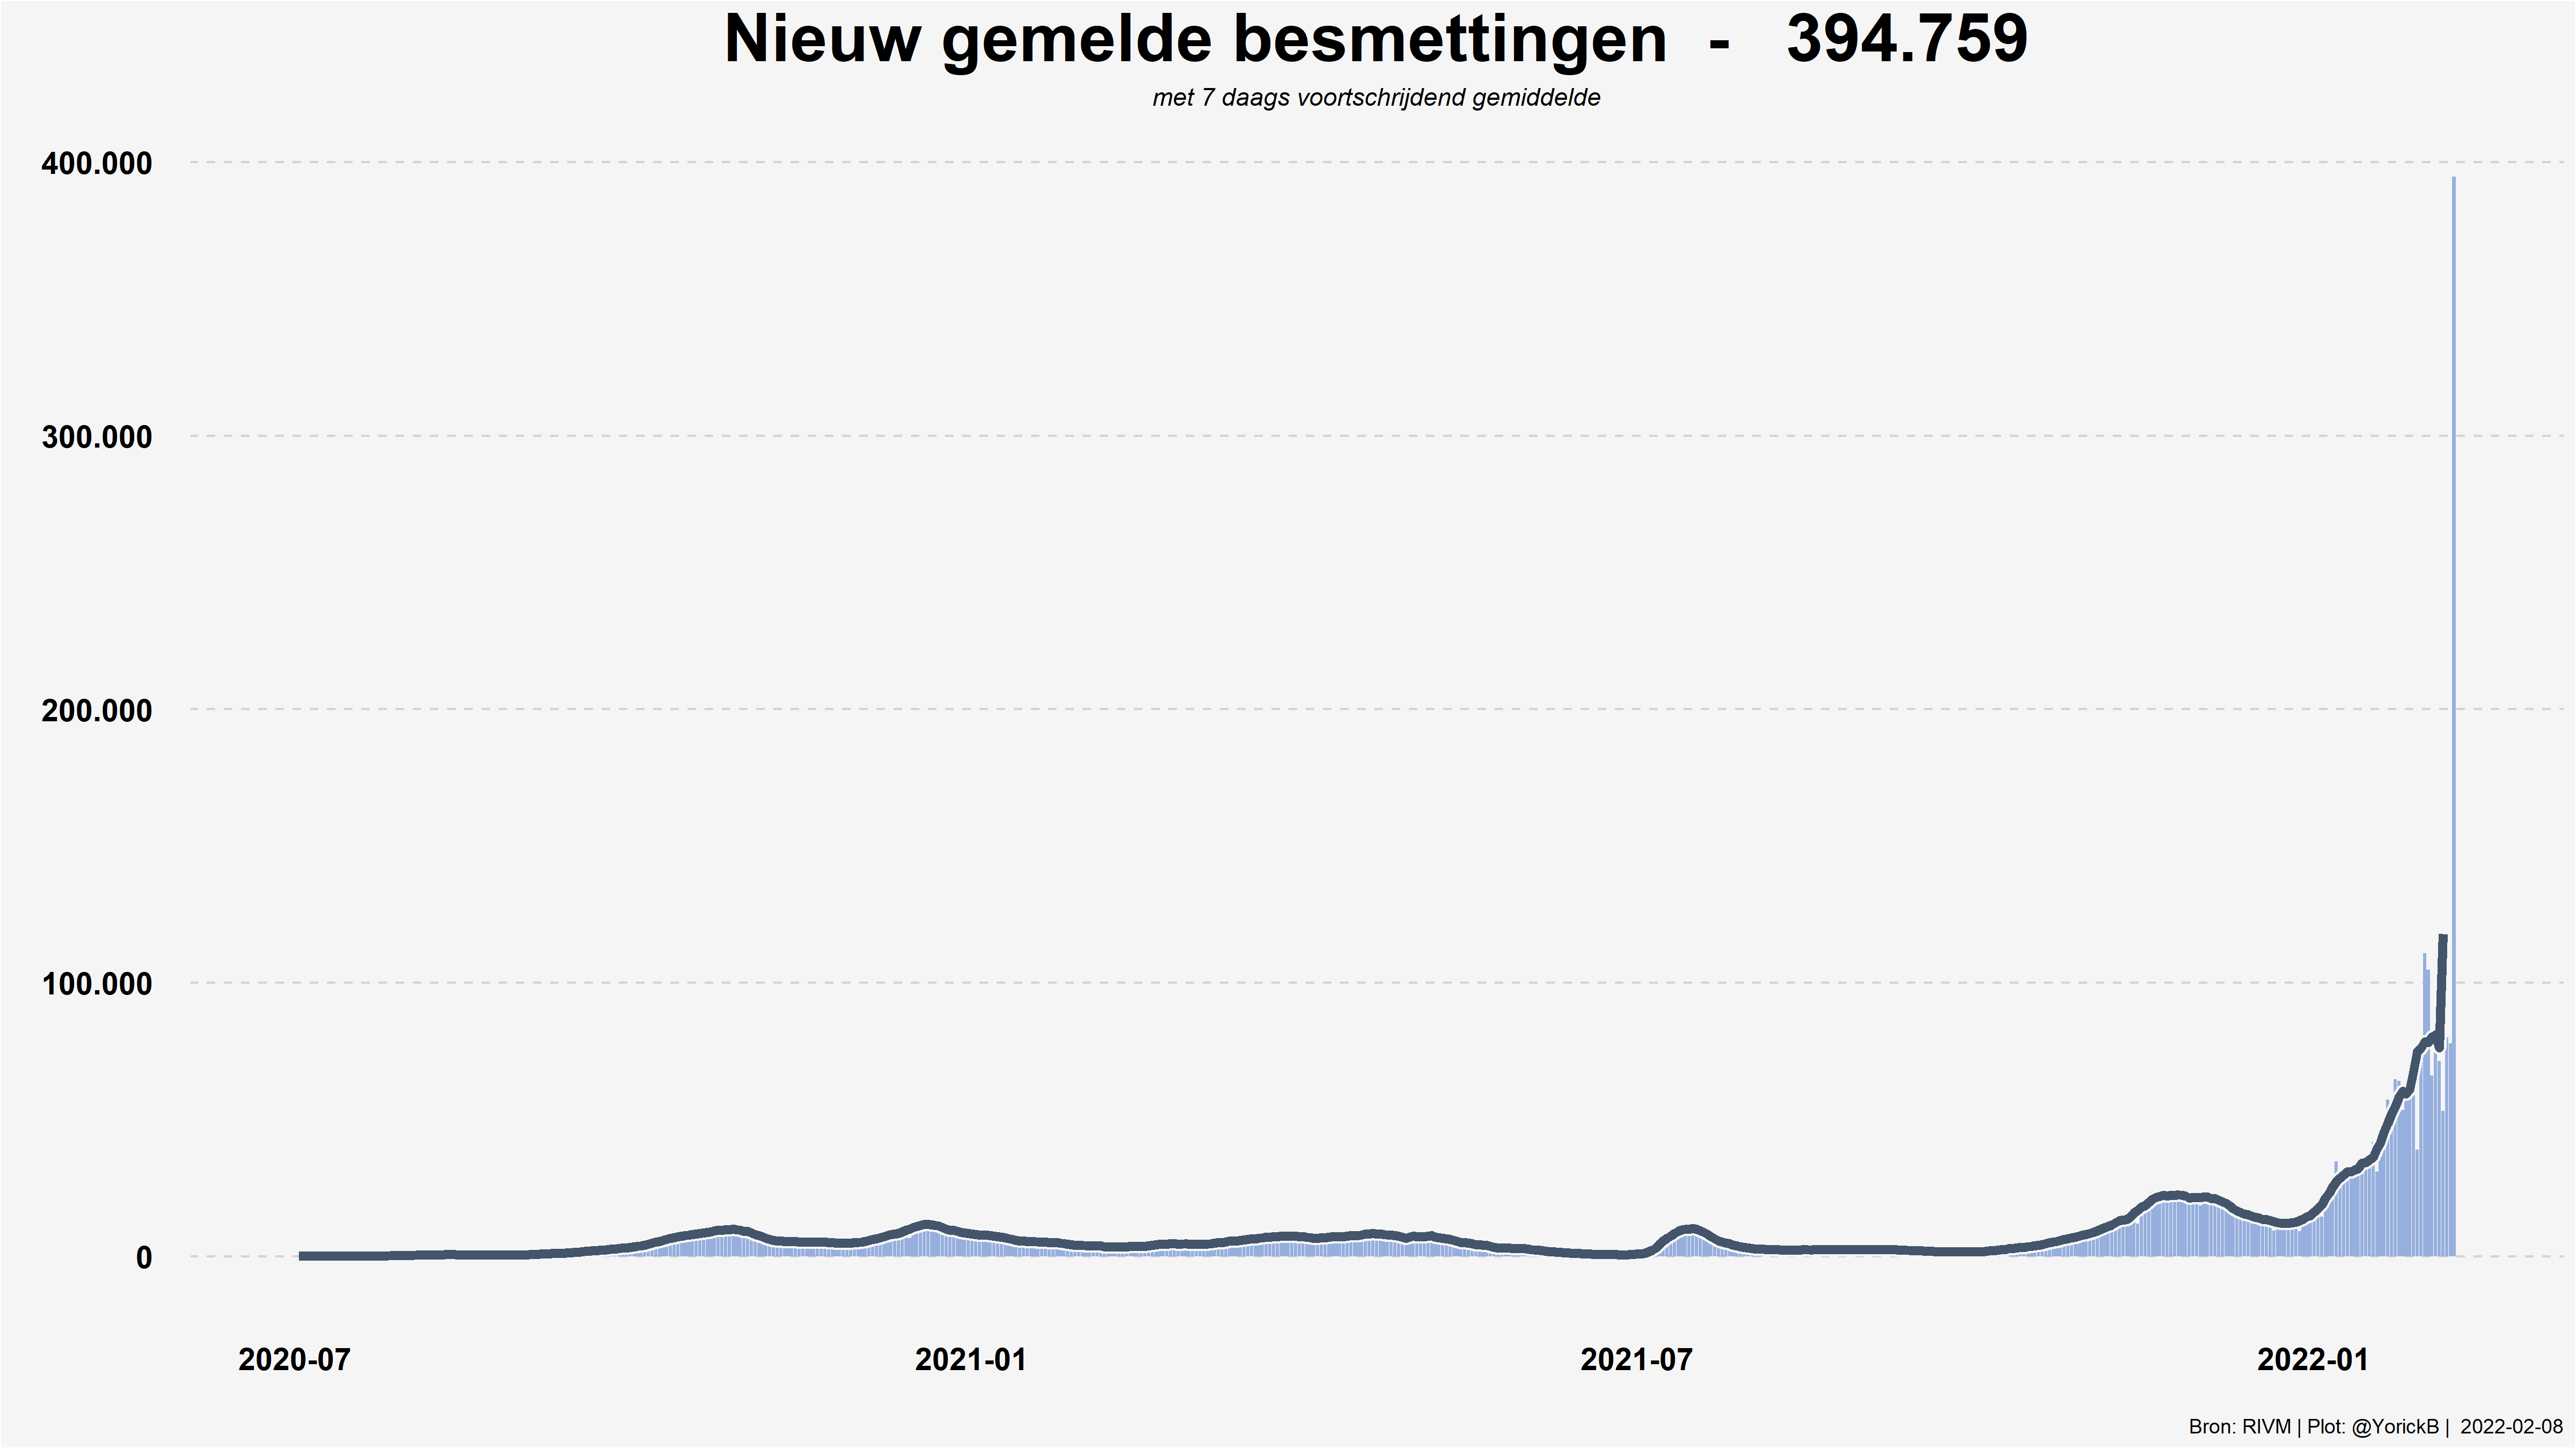 Nieuw gemelde besmettingen - 394.759
met 7 daags voortschrijdend gemiddelde
400.000
300.000
200.000
100.000
0
2020-07 2021-01 2021-07 2022-01
Bron: RIVM | Plot: @YorickB | 2022-02-08